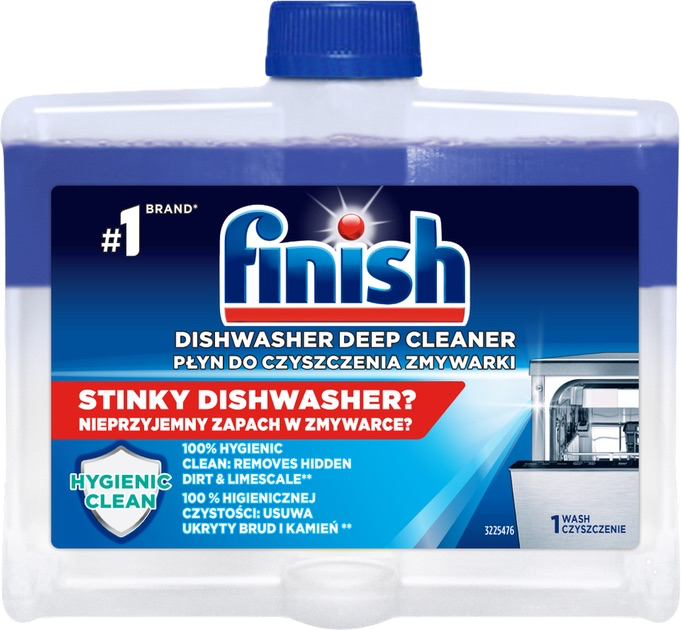 #1 BRAND*
finish
DISHWASHER DEEP CLEANER
PŁYN DO CZYSZCZENIA ZMYWARKI
STINKY DISHWASHER?
NIEPRZYJEMNY ZAPACH W ZMYWARCE?
HYGIENIC
CLEAN
100% HYGIENIC
CLEAN: REMOVES HIDDEN
DIRT & LIMESCALE**
100 % HIGIENICZNEJ
CZYSTOŚCI: USUWA
UKRYTY BRUD I KAMIEŃ **
3225476
1 WASH
CZYSZCZENIE